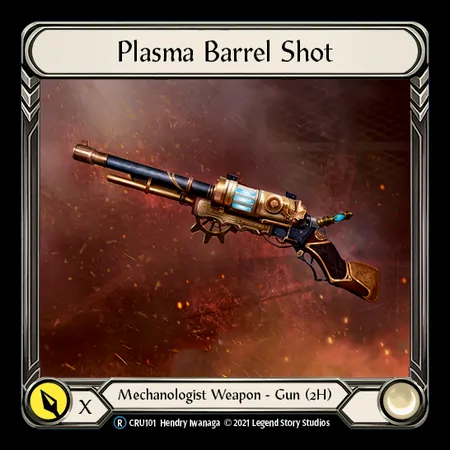 Plasma Barrel Shot
X
Mechanologist Weapon - Gun (2H)
R CRU101 Hendry Iwanaga © 2021 Legend Story Studios